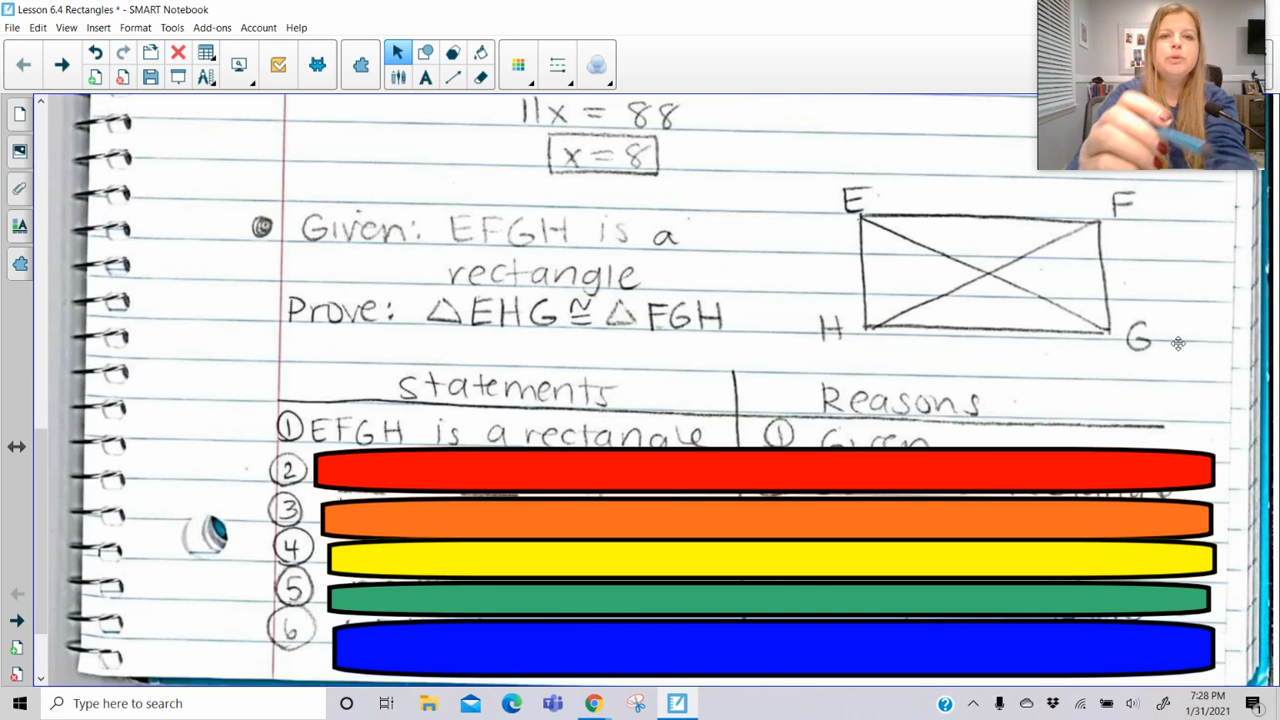 Lesson 6.4 Rectangles * - SMART Notebook
File Edit View Insert Format Tools Add-ons Account Help
11x = 88
x = 8
E F
Given: EFGH is a
rectangle
Prove: △EHG ≅ △FGH
H G
Statements Reasons
① EFGH is a rectangle ① Given
②
③
④
⑤
⑥
Type here to search
7:28 PM
1/31/2021